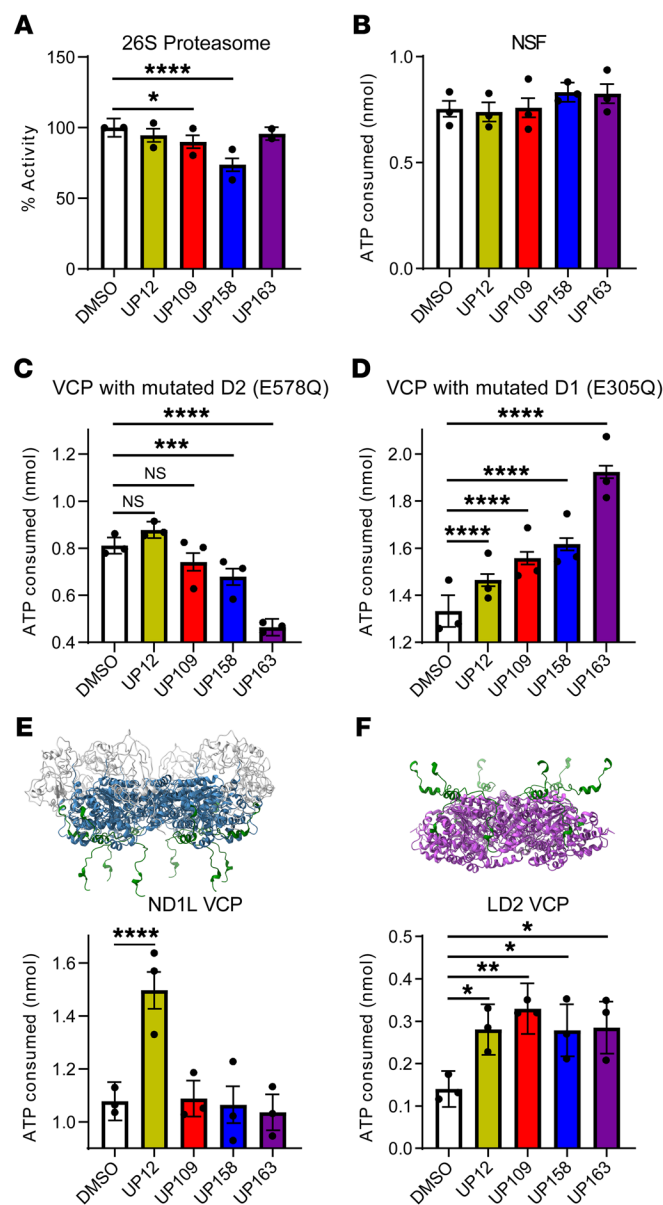 A
26S Proteasome
% Activity
150
100
50
0
****
*
DMSO
UP12
UP109
UP158
UP163
B
NSF
ATP consumed (nmol)
1.0
0.5
0.0
DMSO
UP12
UP109
UP158
UP163
C
VCP with mutated D2 (E578Q)
ATP consumed (nmol)
1.2
1.0
0.8
0.6
0.4
****
***
NS
NS
DMSO
UP12
UP109
UP158
UP163
D
VCP with mutated D1 (E305Q)
ATP consumed (nmol)
2.0
1.8
1.6
1.4
1.2
****
****
****
****
DMSO
UP12
UP109
UP158
UP163
E
ND1L VCP
ATP consumed (nmol)
1.6
1.4
1.2
1.0
****
DMSO
UP12
UP109
UP158
UP163
F
LD2 VCP
ATP consumed (nmol)
0.5
0.4
0.3
0.2
0.1
0.0
*
*
**
*
DMSO
UP12
UP109
UP158
UP163